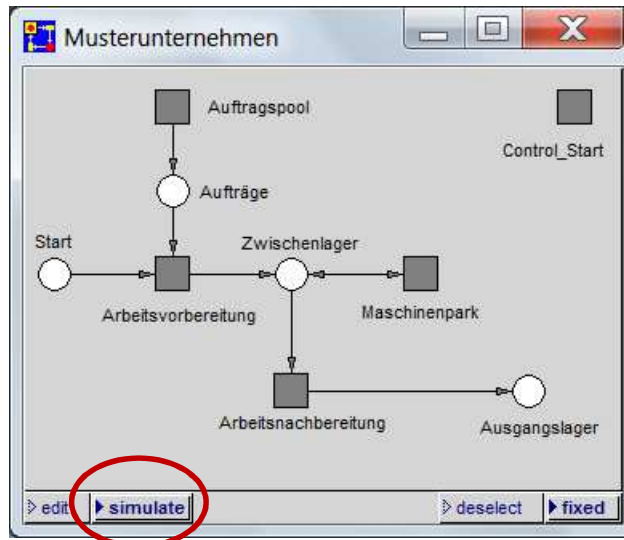 Musterunternehmen
Auftragspool
Control_Start
Aufträge
Start
Zwischenlager
Arbeitsvorbereitung
Maschinenpark
Arbeitsnachbereitung
Ausgangslager
edit simulate deselect fixed